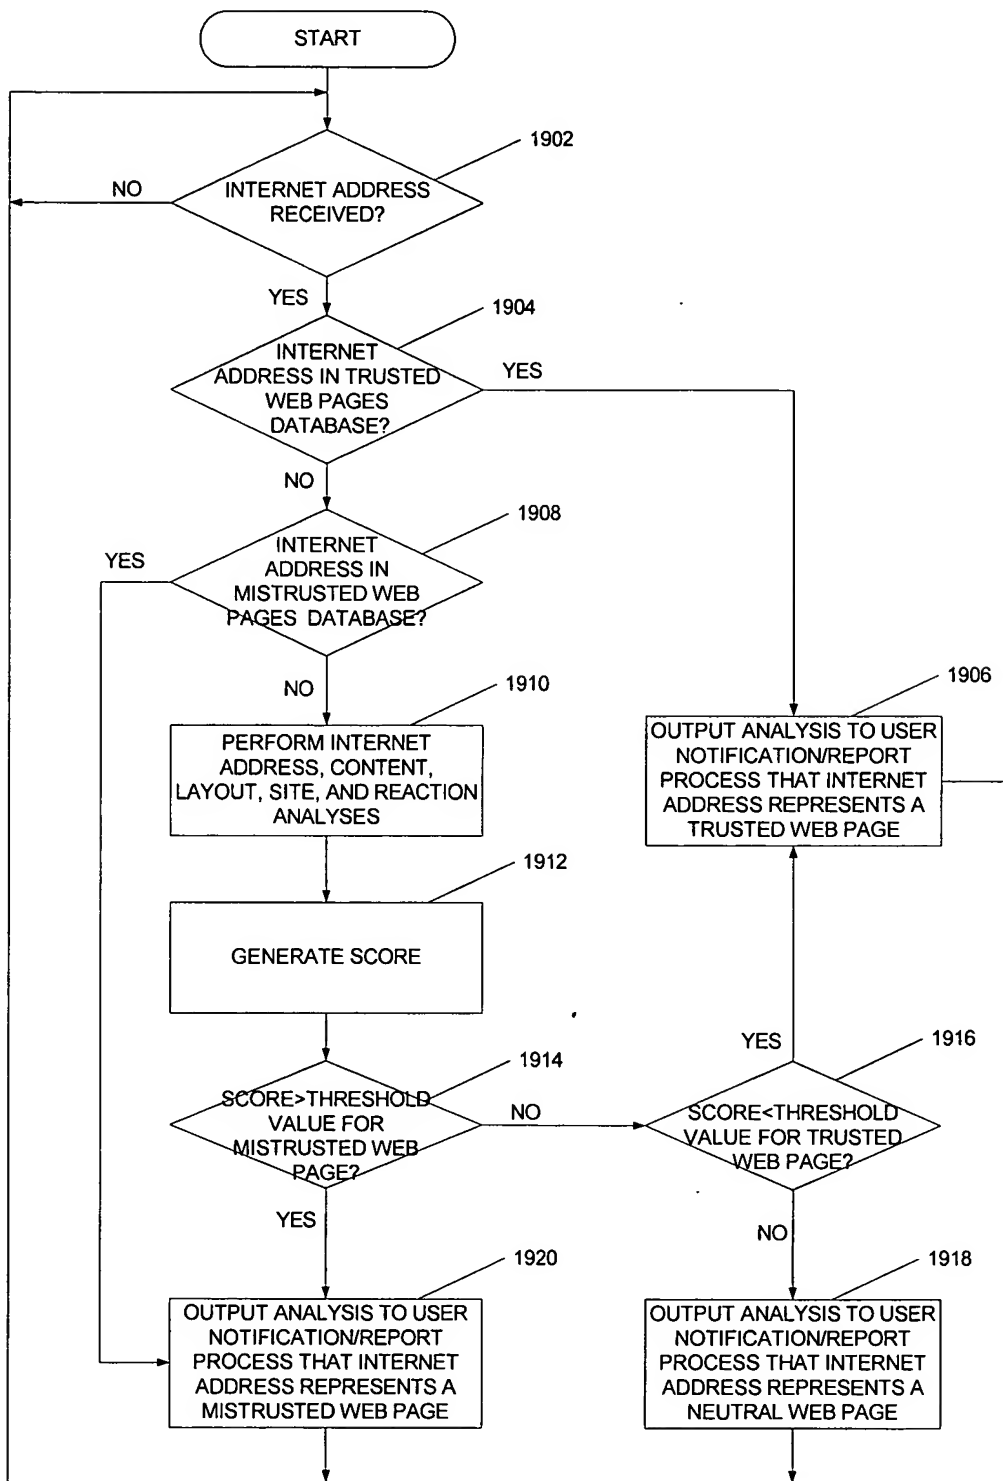 START
1902
NO
INTERNET ADDRESS
RECEIVED?
YES
1904
INTERNET
ADDRESS IN TRUSTED
WEB PAGES
DATABASE?
YES
NO
1908
YES
INTERNET
ADDRESS IN
MISTRUSTED WEB
PAGES DATABASE?
NO
1910
PERFORM INTERNET
ADDRESS, CONTENT,
LAYOUT, SITE, AND REACTION
ANALYSES
1906
OUTPUT ANALYSIS TO USER
NOTIFICATION/REPORT
PROCESS THAT INTERNET
ADDRESS REPRESENTS A
TRUSTED WEB PAGE
1912
GENERATE SCORE
1914
SCORE>THRESHOLD
VALUE FOR
MISTRUSTED WEB
PAGE?
NO
YES
1916
SCORE<THRESHOLD
VALUE FOR TRUSTED
WEB PAGE?
YES
NO
1920
OUTPUT ANALYSIS TO USER
NOTIFICATION/REPORT
PROCESS THAT INTERNET
ADDRESS REPRESENTS A
MISTRUSTED WEB PAGE
1918
OUTPUT ANALYSIS TO USER
NOTIFICATION/REPORT
PROCESS THAT INTERNET
ADDRESS REPRESENTS A
NEUTRAL WEB PAGE